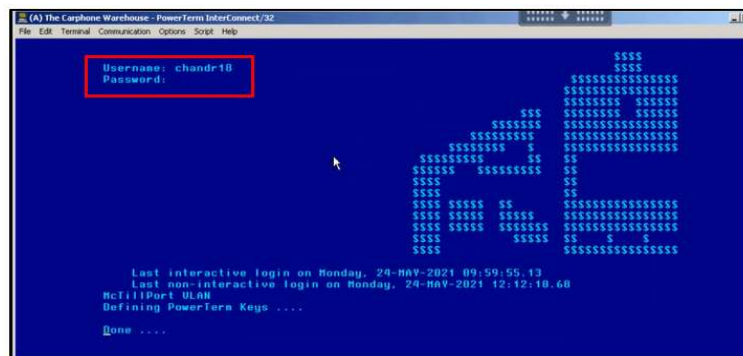 (A) The Carphone Warehouse - PowerTerm InterConnect/32
File Edit Terminal Communication Options Script Help
Username: chandr18
Password:
Last interactive login on Monday, 24-MAY-2021 09:59:55.13
Last non-interactive login on Monday, 24-MAY-2021 12:12:10.68
McTillPort VLAN
Defining PowerTerm Keys ....
Done ....